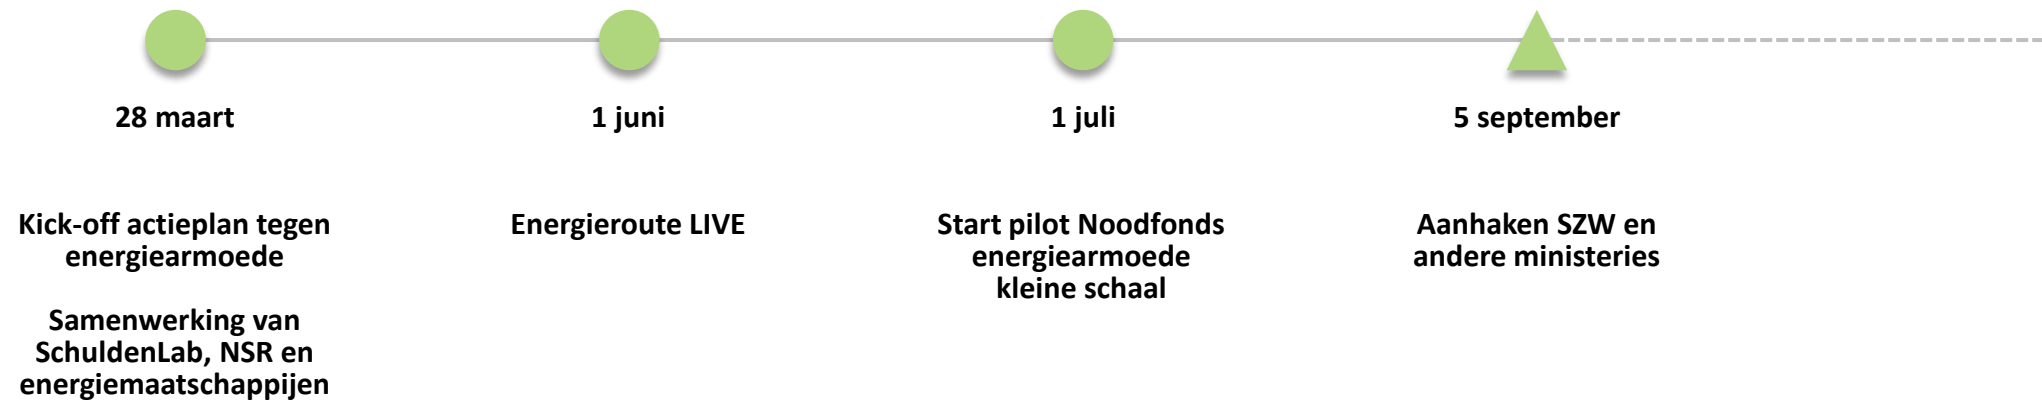 28 maart
Kick-off actieplan tegen
energiearmoede
Samenwerking van
SchuldenLab, NSR en
energiemaatschappijen
1 juni
Energieroute LIVE
1 juli
Start pilot Noodfonds
energiearmoede
kleine schaal
5 september
Aanhaken SZW en
andere ministeries